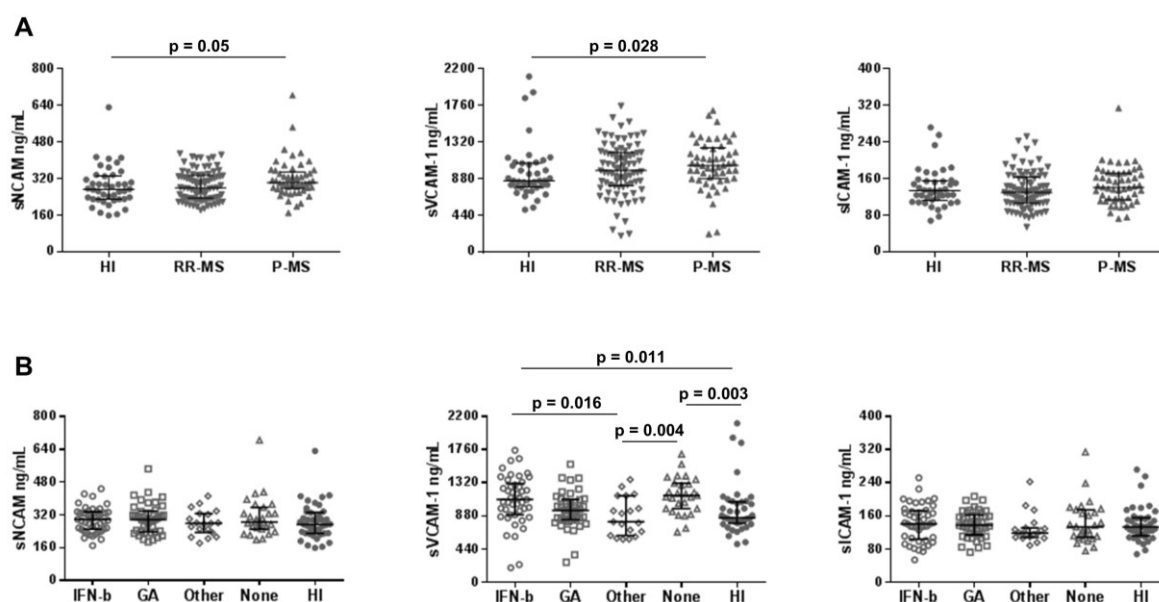 A
p = 0.05
sNCAM ng/mL
800
640
480
320
160
0
HI RR-MS P-MS
p = 0.028
sVCAM-1 ng/mL
2200
1760
1320
880
440
0
HI RR-MS P-MS
sICAM-1 ng/mL
400
320
240
160
80
0
HI RR-MS P-MS
B
sNCAM ng/mL
800
640
480
320
160
0
IFN-b GA Other None HI
p = 0.011
p = 0.016
p = 0.003
p = 0.004
sVCAM-1 ng/mL
2200
1760
1320
880
440
0
IFN-b GA Other None HI
sICAM-1 ng/mL
400
320
240
160
80
0
IFN-b GA Other None HI